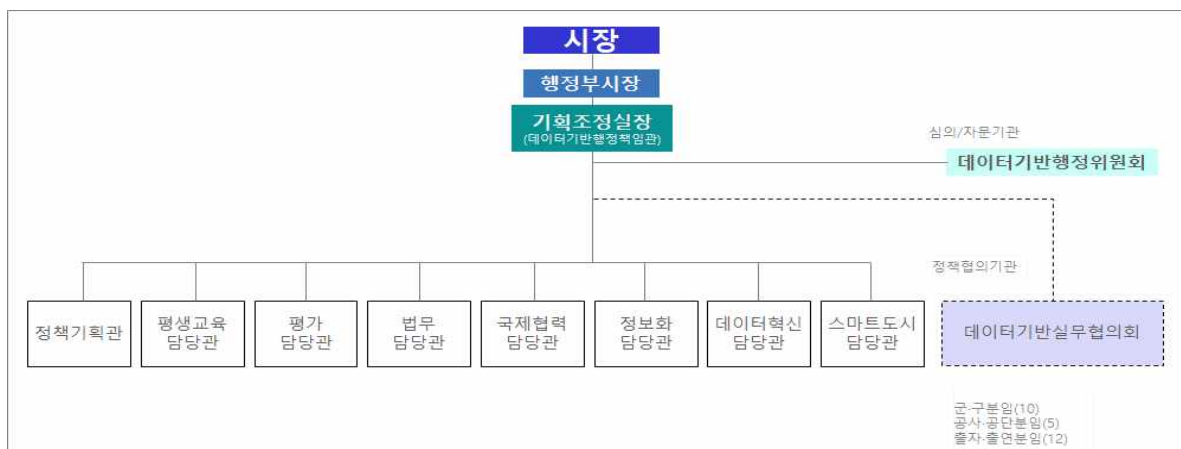 시장
행정부시장
기획조정실장
(데이터기반행정책임관)
심의/자문기관
데이터기반행정위원회
정책협의기관
정책기획관
평생교육
담당관
평가
담당관
법무
담당관
국제협력
담당관
정보화
담당관
데이터혁신
담당관
스마트도시
담당관
데이터기반실무협의회
군·구분임(10)
공사·공단분임(5)
출자·출연분임(12)